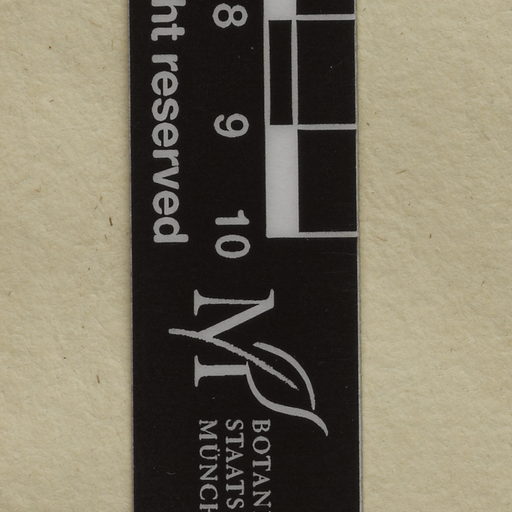 ht reserved
8
9
10
M
BOTAN
STAATS
MÜNCH